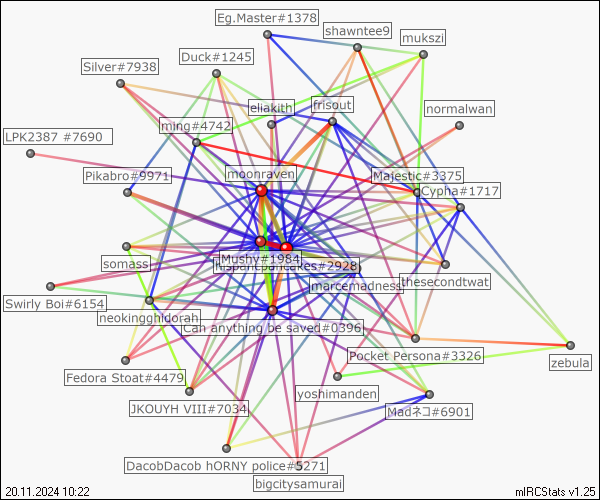 Eg.Master#1378
shawntee9
mukszi
Duck#1245
Silver#7938
eliakith
frisout
normalwan
ming#4742
LPK2387 #7690
moonraven
Majestic#3375
Pikabro#9971
Cypha#1717
Mushy#1984
hispanicpancakes#2928
somass
thesecondtwat
marcemadness
Swirly Boi#6154
neokingghidorah
Can anything be saved#0396
Pocket Persona#3326
zebula
Fedora Stoat#4479
yoshimanden
JKOUYH VIII#7034
Madネコ#6901
DacobDacob hORNY police#5271
bigcitysamurai
20.11.2024 10:22
mIRCStats v1.25